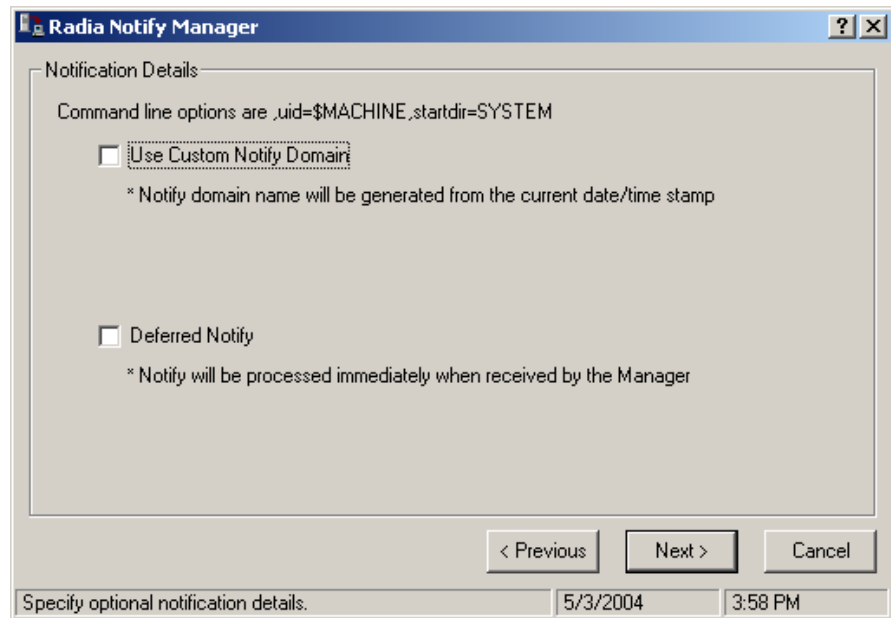 Radia Notify Manager
Notification Details
Command line options are ,uid=$MACHINE,startdir=SYSTEM
Use Custom Notify Domain
* Notify domain name will be generated from the current date/time stamp
Deferred Notify
* Notify will be processed immediately when received by the Manager
< Previous
Next >
Cancel
Specify optional notification details.
5/3/2004
3:58 PM